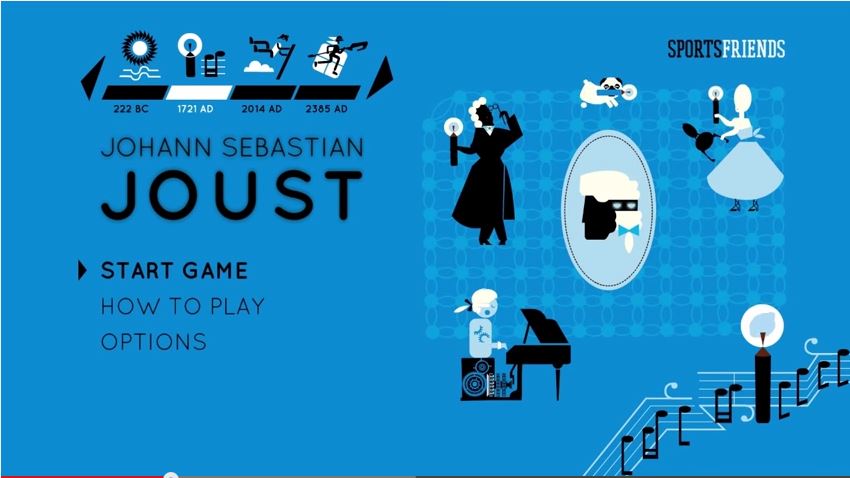 SPORTSFRIENDS
222 BC 1721 AD 2014 AD 2385 AD
JOHANN SEBASTIAN
JOUST
START GAME
HOW TO PLAY
OPTIONS